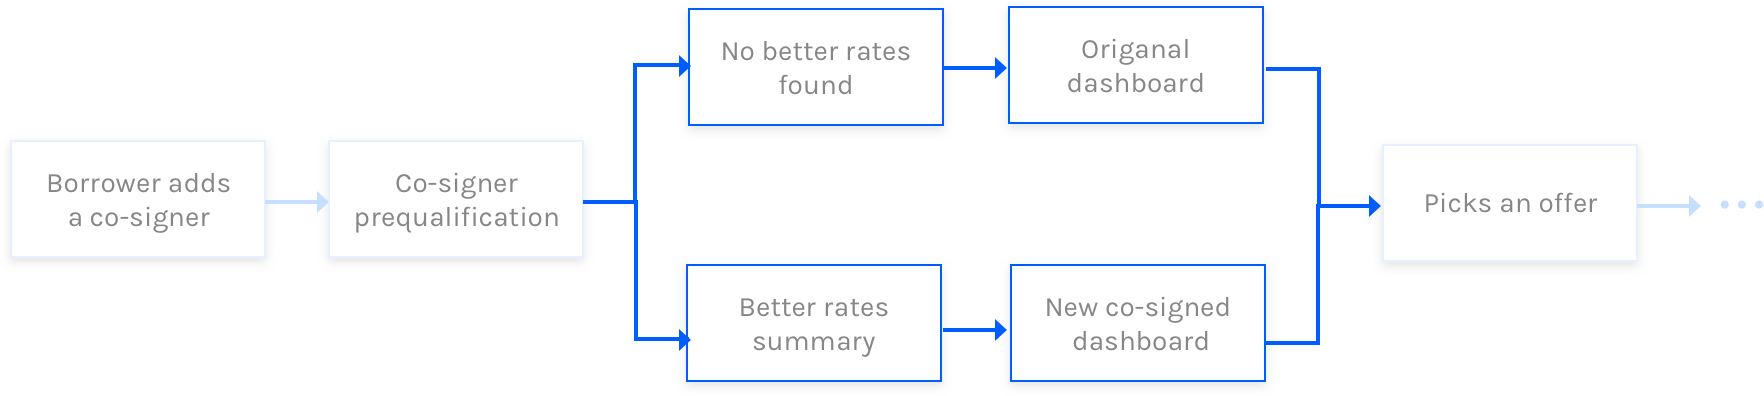 Borrower adds
a co-signer
Co-signer
prequalification
No better rates
found
Origanal
dashboard
Better rates
summary
New co-signed
dashboard
Picks an offer